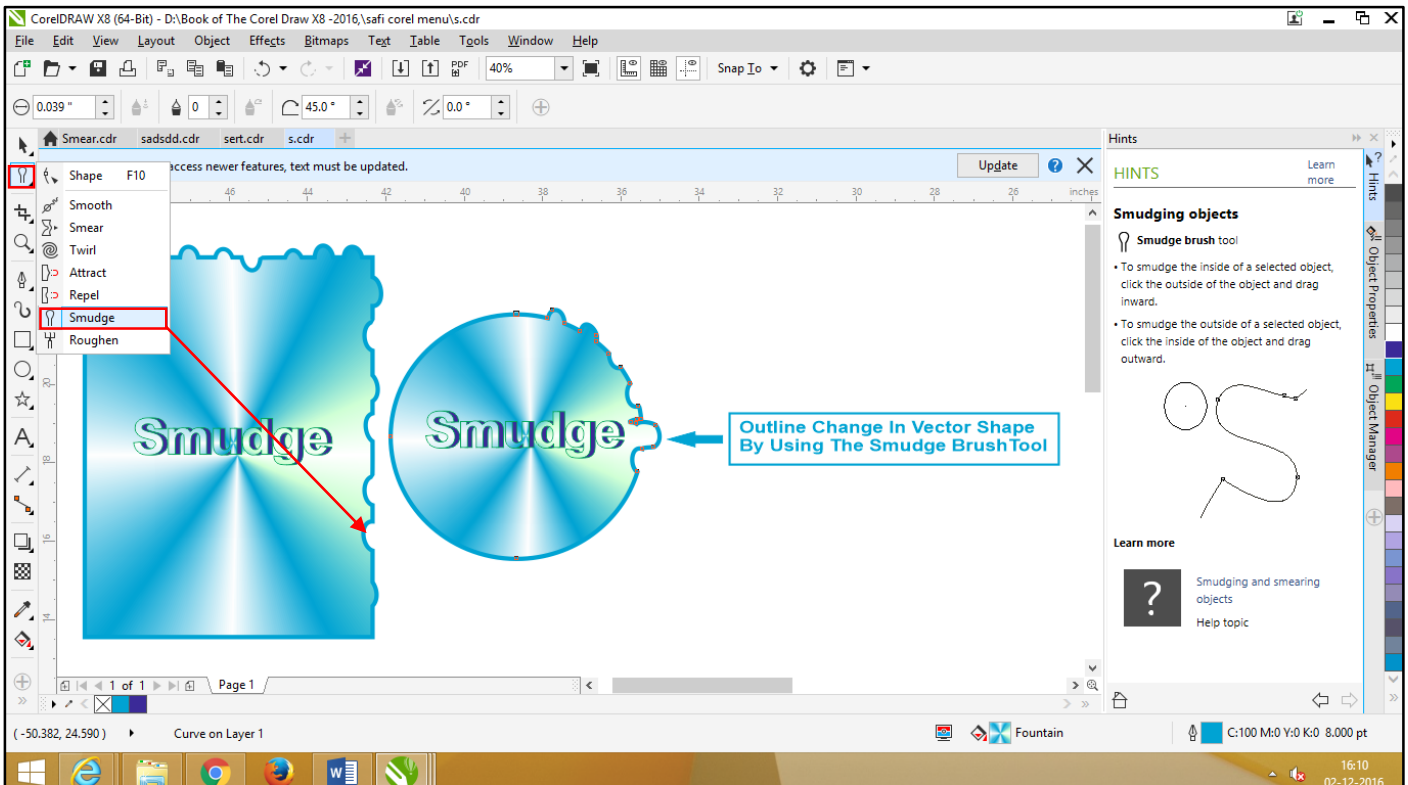 CorelDRAW X8 (64-Bit) - D:\Book of The Corel Draw X8 -2016,\safi corel menu\s.cdr
File Edit View Layout Object Effects Bitmaps Text Table Tools Window Help
PDF 40% Snap To
0.039 " 0 45.0 ° 0.0 °
Smear.cdr sadsdd.cdr sert.cdr s.cdr
access newer features, text must be updated. Update
Shape F10
Smooth
Smear
Twirl
Attract
Repel
Smudge
Roughen
46 44 42 40 38 36 34 32 30 28 26 inches
20
18
16
14
Smudge
Smudge
Outline Change In Vector Shape
By Using The Smudge BrushTool
Hints
HINTS
Learn
more
Smudging objects
Smudge brush tool
• To smudge the inside of a selected object,
click the outside of the object and drag
inward.
• To smudge the outside of a selected object,
click the inside of the object and drag
outward.
Learn more
?
Smudging and smearing
objects
Help topic
Hints
Object Properties
Object Manager
1 of 1 Page 1
( -50.382, 24.590 ) Curve on Layer 1 Fountain C:100 M:0 Y:0 K:0 8.000 pt
16:10
02-12-2016